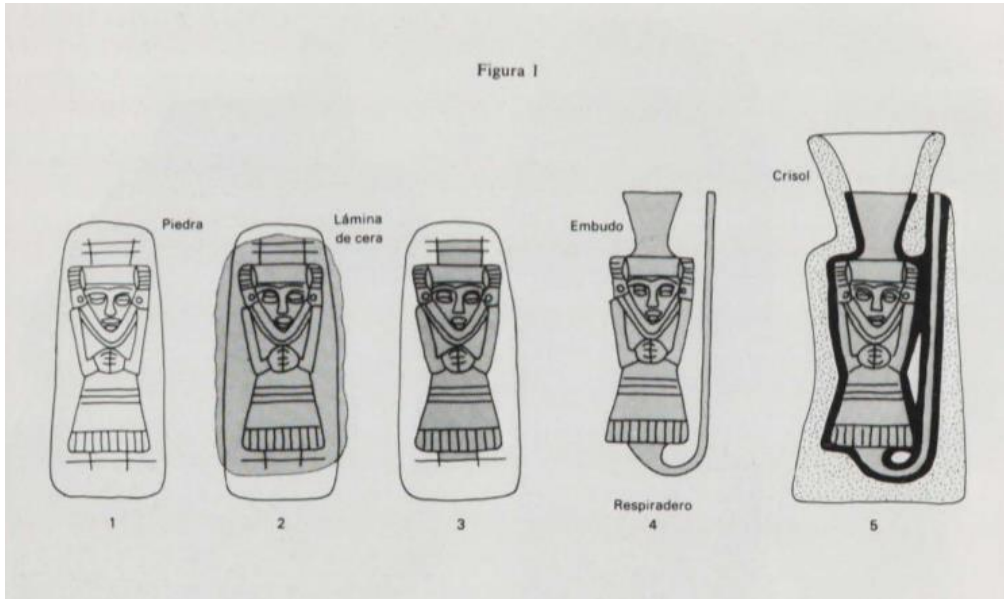 Figura 1
Piedra
Lámina
de cera
Embudo
Crisol
Respiradero
1
2
3
4
5